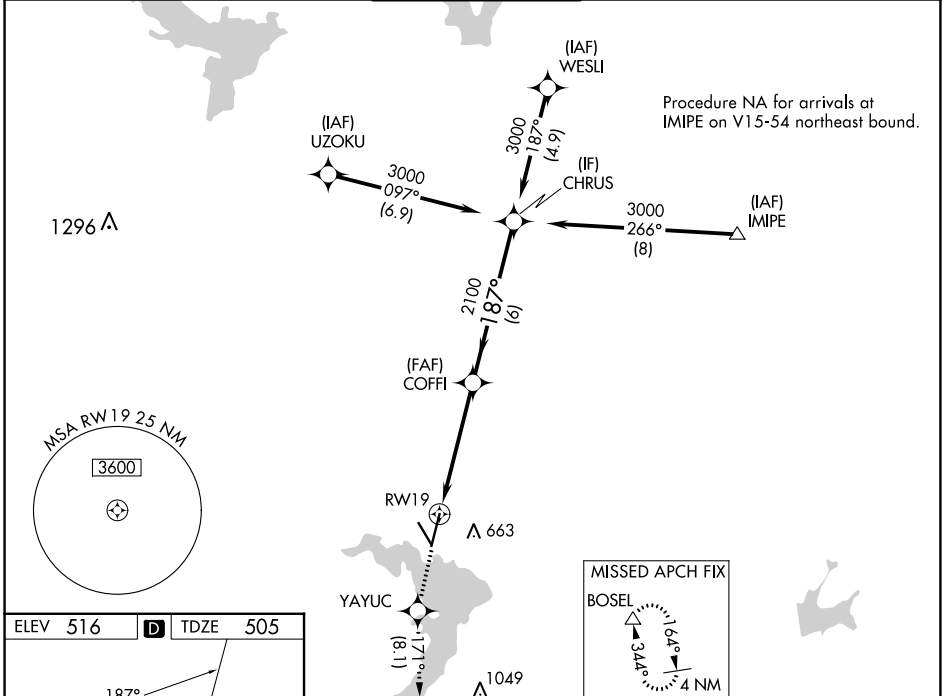 (IAF)
WESLI
Procedure NA for arrivals at
IMIPE on V15-54 northeast bound.
(IAF)
UZOKU
3000
187°
(4.9)
3000
097°
(6.9)
(IF)
CHRUS
(IAF)
IMIPE
3000
266°
(8)
1296
2100
187°
(6)
(FAF)
COFFI
MSA RW19 25 NM
3600
RW19
663
MISSED APCH FIX
BOSEL
164°
344°
4 NM
YAYUC
171°
(8.1)
1049
ELEV 516 D TDZE 505
187°